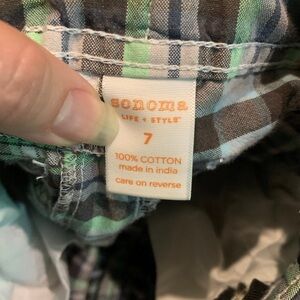 sonoma
LIFE + STYLE
7
100% COTTON
made in india
care on reverse